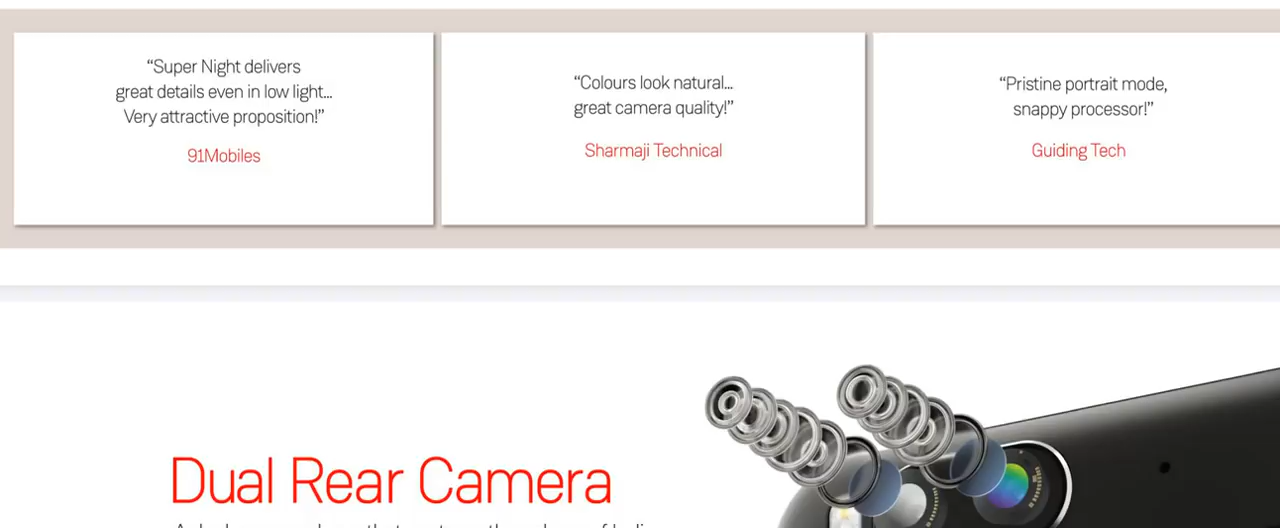 “Super Night delivers
great details even in low light...
Very attractive proposition!”
91Mobiles
“Colours look natural...
great camera quality!”
Sharmaji Technical
“Pristine portrait mode,
snappy processor!”
Guiding Tech
Dual Rear Camera